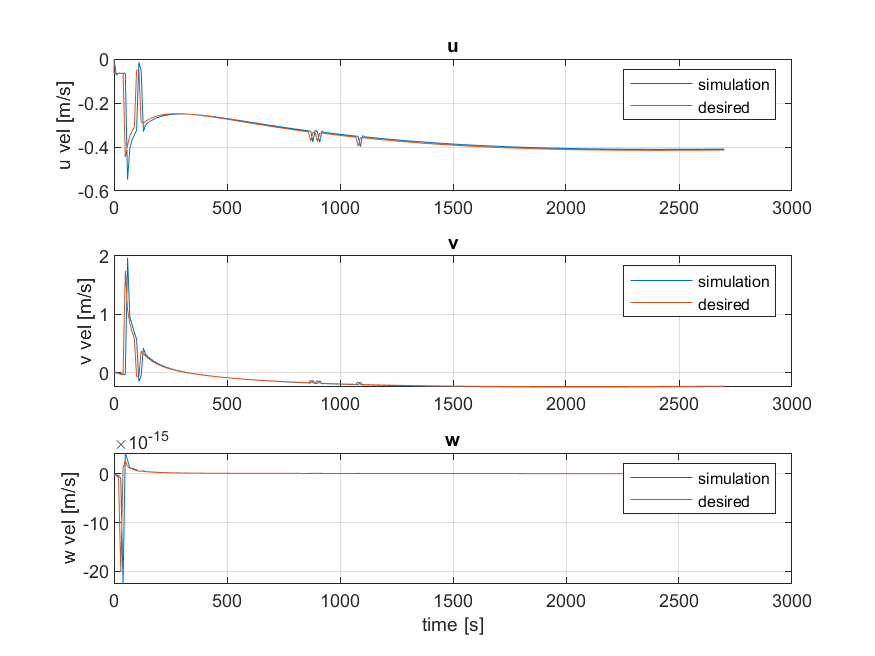 u
0
-0.2
-0.4
-0.6
u vel [m/s]
simulation
desired
0 500 1000 1500 2000 2500 3000
v
2
1
0
v vel [m/s]
simulation
desired
0 500 1000 1500 2000 2500 3000
×10-15
w
0
-10
-20
w vel [m/s]
simulation
desired
0 500 1000 1500 2000 2500 3000
time [s]